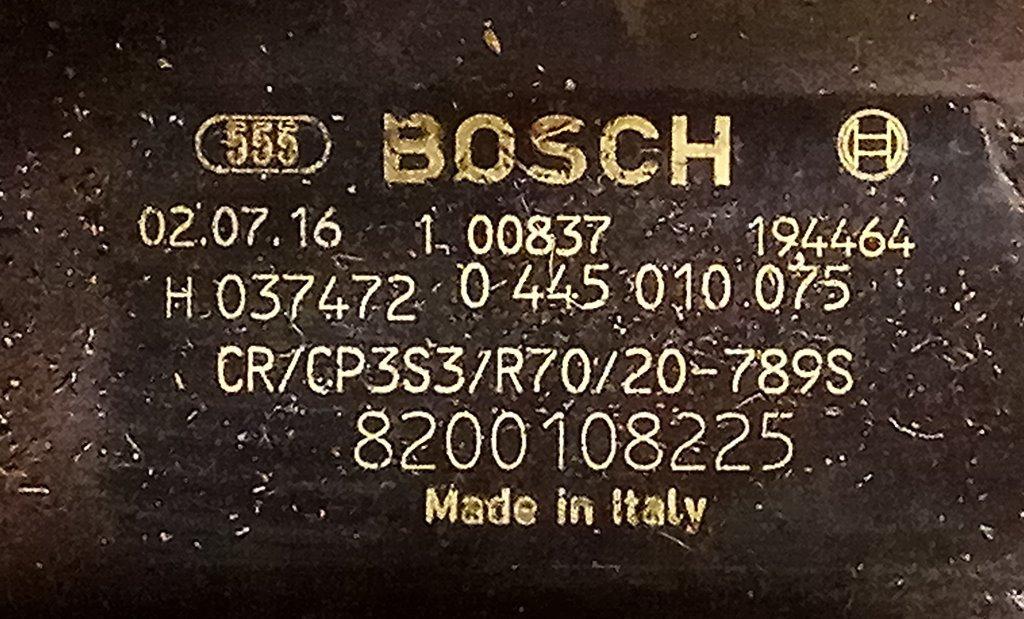 555 BOSCH
02.07.16 1 00837 194464
H 037472 0 445 010 075
CR/CP3S3/R70/20-789S
8200108225
Made in Italy